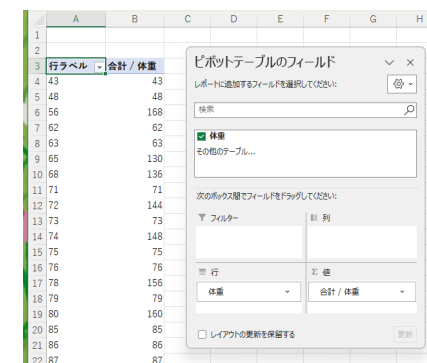 A B C D E F G H
1
2
3 行ラベル 合計 / 体重
4 43 43
5 48 48
6 56 168
7 62 62
8 63 63
9 65 130
10 68 136
11 71 71
12 72 144
13 73 73
14 74 148
15 75 75
16 76 76
17 78 156
18 79 79
19 80 160
20 85 85
21 86 86
22 87 87
ピボットテーブルのフィールド
レポートに追加するフィールドを選択してください:
検索
体重
その他のテーブル...
次のボックス間でフィールドをドラッグしてください:
フィルター
列
行
Σ 値
体重
合計 / 体重
レイアウトの更新を保留する
更新